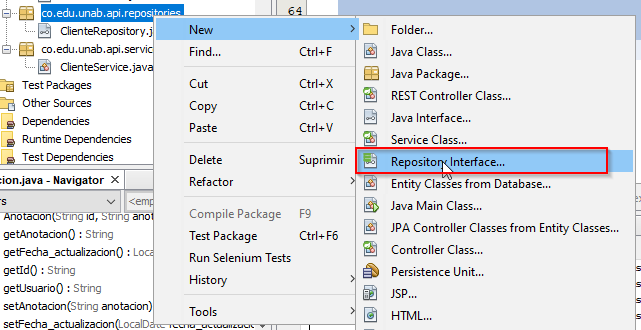 co.edu.unab.api.repositories
ClienteRepository.j
co.edu.unab.api.servic
ClienteService.java
Test Packages
Other Sources
Dependencies
Runtime Dependencies
Test Dependencies
cion.java - Navigator ×
rs
<empt
Anotacion(String id, String anotac
getAnotacion() : String
getFecha_actualizacion() : Loca
getId() : String
getUsuario() : String
setAnotacion(String anotacion)
setFecha_actualizacion(LocalDate fecha_actualizac
64
New
Find... Ctrl+F
Cut Ctrl+X
Copy Ctrl+C
Paste Ctrl+V
Delete Suprimir
Refactor
Compile Package F9
Test Package Ctrl+F6
Run Selenium Tests
History
Tools
Folder...
Java Class...
Java Package...
REST Controller Class...
Java Interface...
Service Class...
Repository Interface...
Entity Classes from Database...
Java Main Class...
JPA Controller Classes from Entity Classes...
Controller Class...
Persistence Unit...
JSP...
HTML...